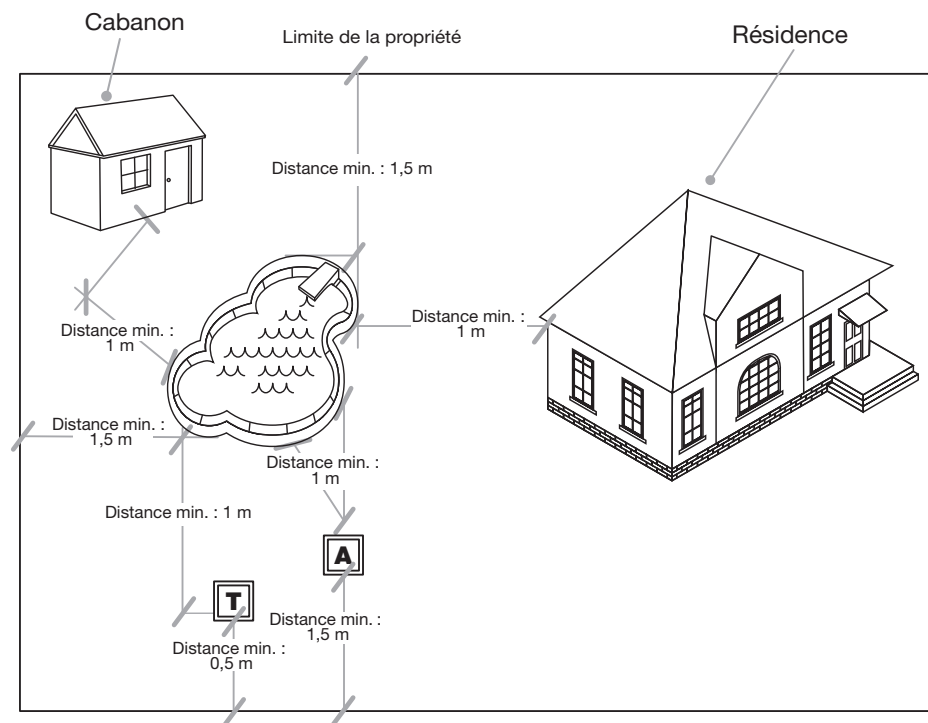 Cabanon
Limite de la propriété
Résidence
Distance min. : 1,5 m
Distance min. :
1 m
Distance min. :
1 m
Distance min. :
1,5 m
Distance min. :
1 m
Distance min. : 1 m
A
T
Distance min. :
1,5 m
Distance min. :
0,5 m